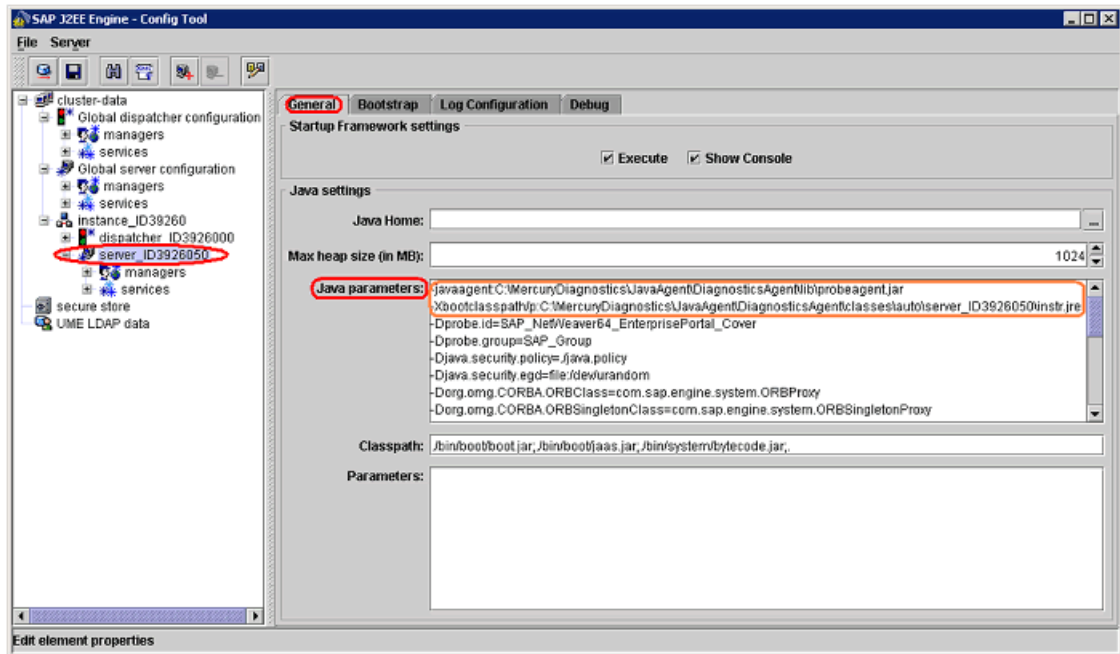 SAP J2EE Engine - Config Tool
File Server
cluster-data
Global dispatcher configuration
managers
services
Global server configuration
managers
services
instance_ID39260
dispatcher_ID3926000
server_ID3926050
managers
services
secure store
UME LDAP data
General Bootstrap Log Configuration Debug
Startup Framework settings
Execute Show Console
Java settings
Java Home:
...
Max heap size (in MB): 1024
Java parameters:
-javaagent:C:\MercuryDiagnostics\JavaAgent\DiagnosticsAgent\lib\probeagent.jar
-Xbootclasspath/p:C:\MercuryDiagnostics\JavaAgent\DiagnosticsAgent\classes\auto\server_ID3926050\instr.jre
-Dprobe.id=SAP_NetWeaver64_EnterprisePortal_Cover
-Dprobe.group=SAP_Group
-Djava.security.policy=./java.policy
-Djava.security.egd=file:/dev/urandom
-Dorg.omg.CORBA.ORBClass=com.sap.engine.system.ORBProxy
-Dorg.omg.CORBA.ORBSingletonClass=com.sap.engine.system.ORBSingletonProxy
Classpath: ./bin/boot/boot.jar;./bin/boot/jaas.jar;./bin/system/bytecode.jar;.
Parameters:
Edit element properties